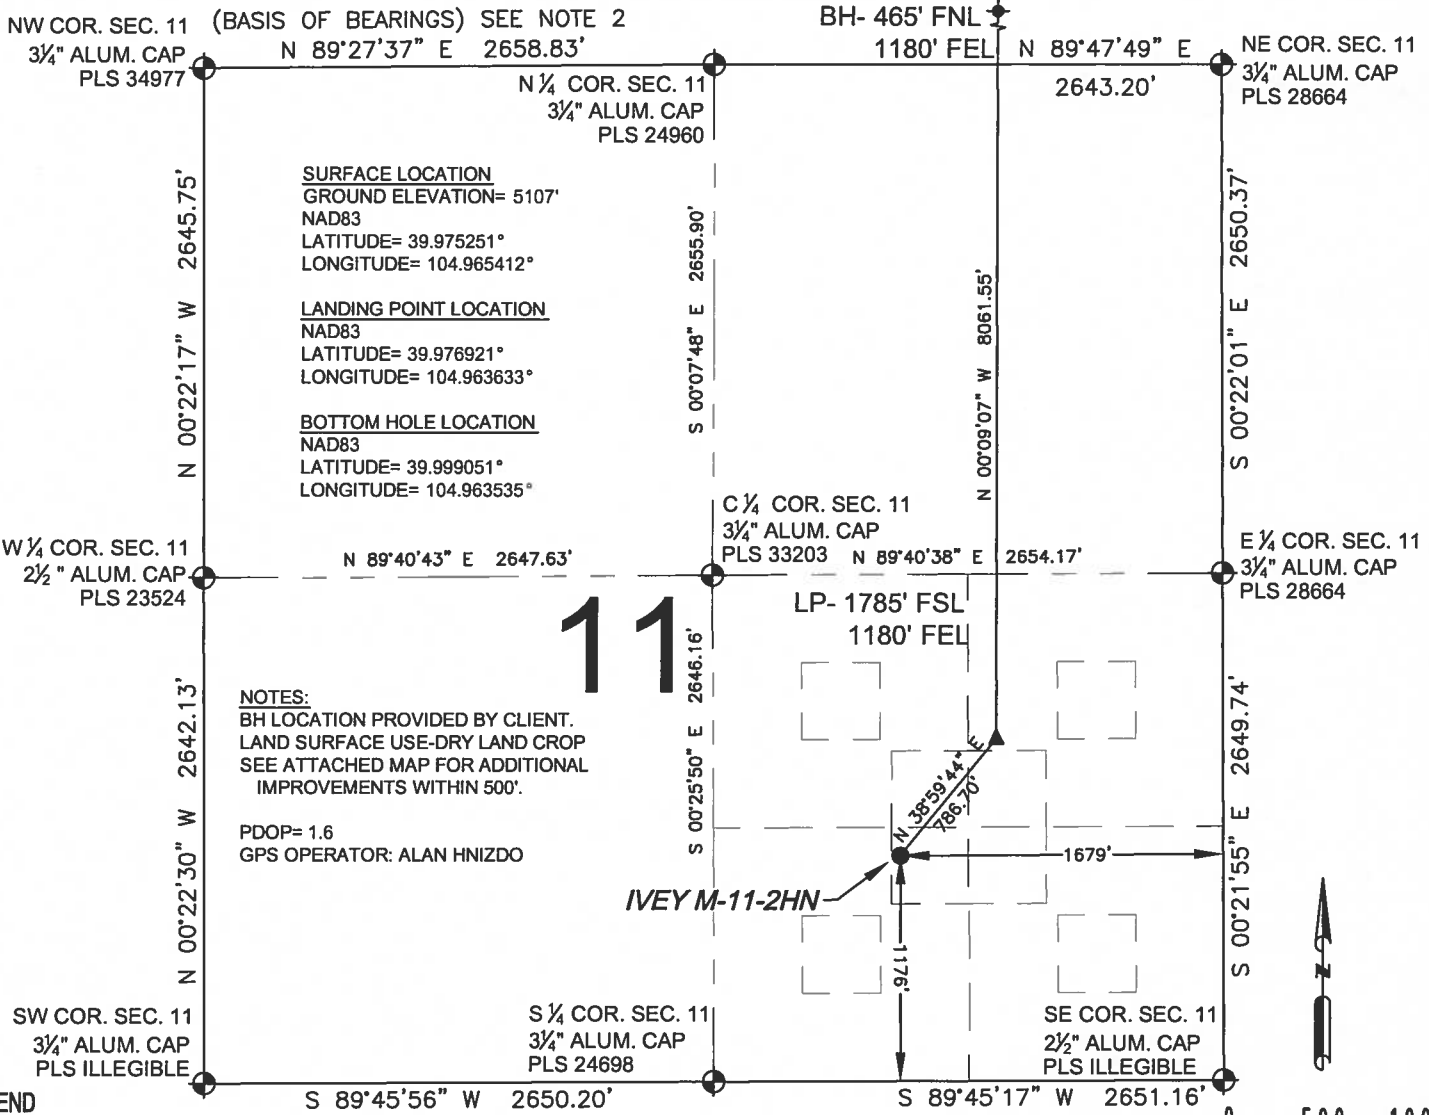 (BASIS OF BEARINGS) SEE NOTE 2
NW COR. SEC. 11
3¼" ALUM. CAP
PLS 34977
N 89°27'37" E 2658.83'
BH- 465' FNL
1180' FEL
N 89°47'49" E
2643.20'
NE COR. SEC. 11
3¼" ALUM. CAP
PLS 28664
N ¼ COR. SEC. 11
3¼" ALUM. CAP
PLS 24960
SURFACE LOCATION
GROUND ELEVATION= 5107'
NAD83
LATITUDE= 39.975251°
LONGITUDE= 104.965412°
LANDING POINT LOCATION
NAD83
LATITUDE= 39.976921°
LONGITUDE= 104.963633°
BOTTOM HOLE LOCATION
NAD83
LATITUDE= 39.999051°
LONGITUDE= 104.963535°
N 00°22'17" W 2645.75'
S 00°07'48" E 2655.90'
N 00°09'07" W 8061.55'
S 00°22'01" E 2650.37'
W ¼ COR. SEC. 11
2½" ALUM. CAP
PLS 23524
N 89°40'43" E 2647.63'
C ¼ COR. SEC. 11
3¼" ALUM. CAP
PLS 33203
N 89°40'38" E 2654.17'
E ¼ COR. SEC. 11
3¼" ALUM. CAP
PLS 28664
11
LP- 1785' FSL
1180' FEL
NOTES:
BH LOCATION PROVIDED BY CLIENT.
LAND SURFACE USE-DRY LAND CROP
SEE ATTACHED MAP FOR ADDITIONAL
IMPROVEMENTS WITHIN 500'.
PDOP= 1.6
GPS OPERATOR: ALAN HNIZDO
N 00°22'30" W 2642.13'
S 00°25'50" E 2646.16'
N 38°59'44" E
786.70'
S 00°21'55" E 2649.74'
1679'
IVEY M-11-2HN
1176'
N
SW COR. SEC. 11
3¼" ALUM. CAP
PLS ILLEGIBLE
S ¼ COR. SEC. 11
3¼" ALUM. CAP
PLS 24698
SE COR. SEC. 11
2½" ALUM. CAP
PLS ILLEGIBLE
S 89°45'56" W 2650.20'
S 89°45'17" W 2651.16'
END